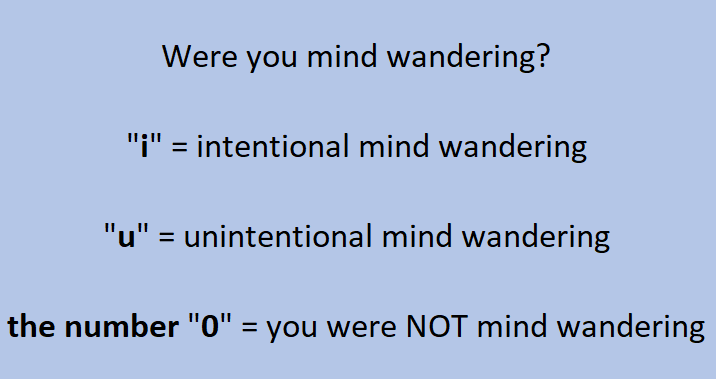 Were you mind wandering?
"i" = intentional mind wandering
"u" = unintentional mind wandering
the number "0" = you were NOT mind wandering